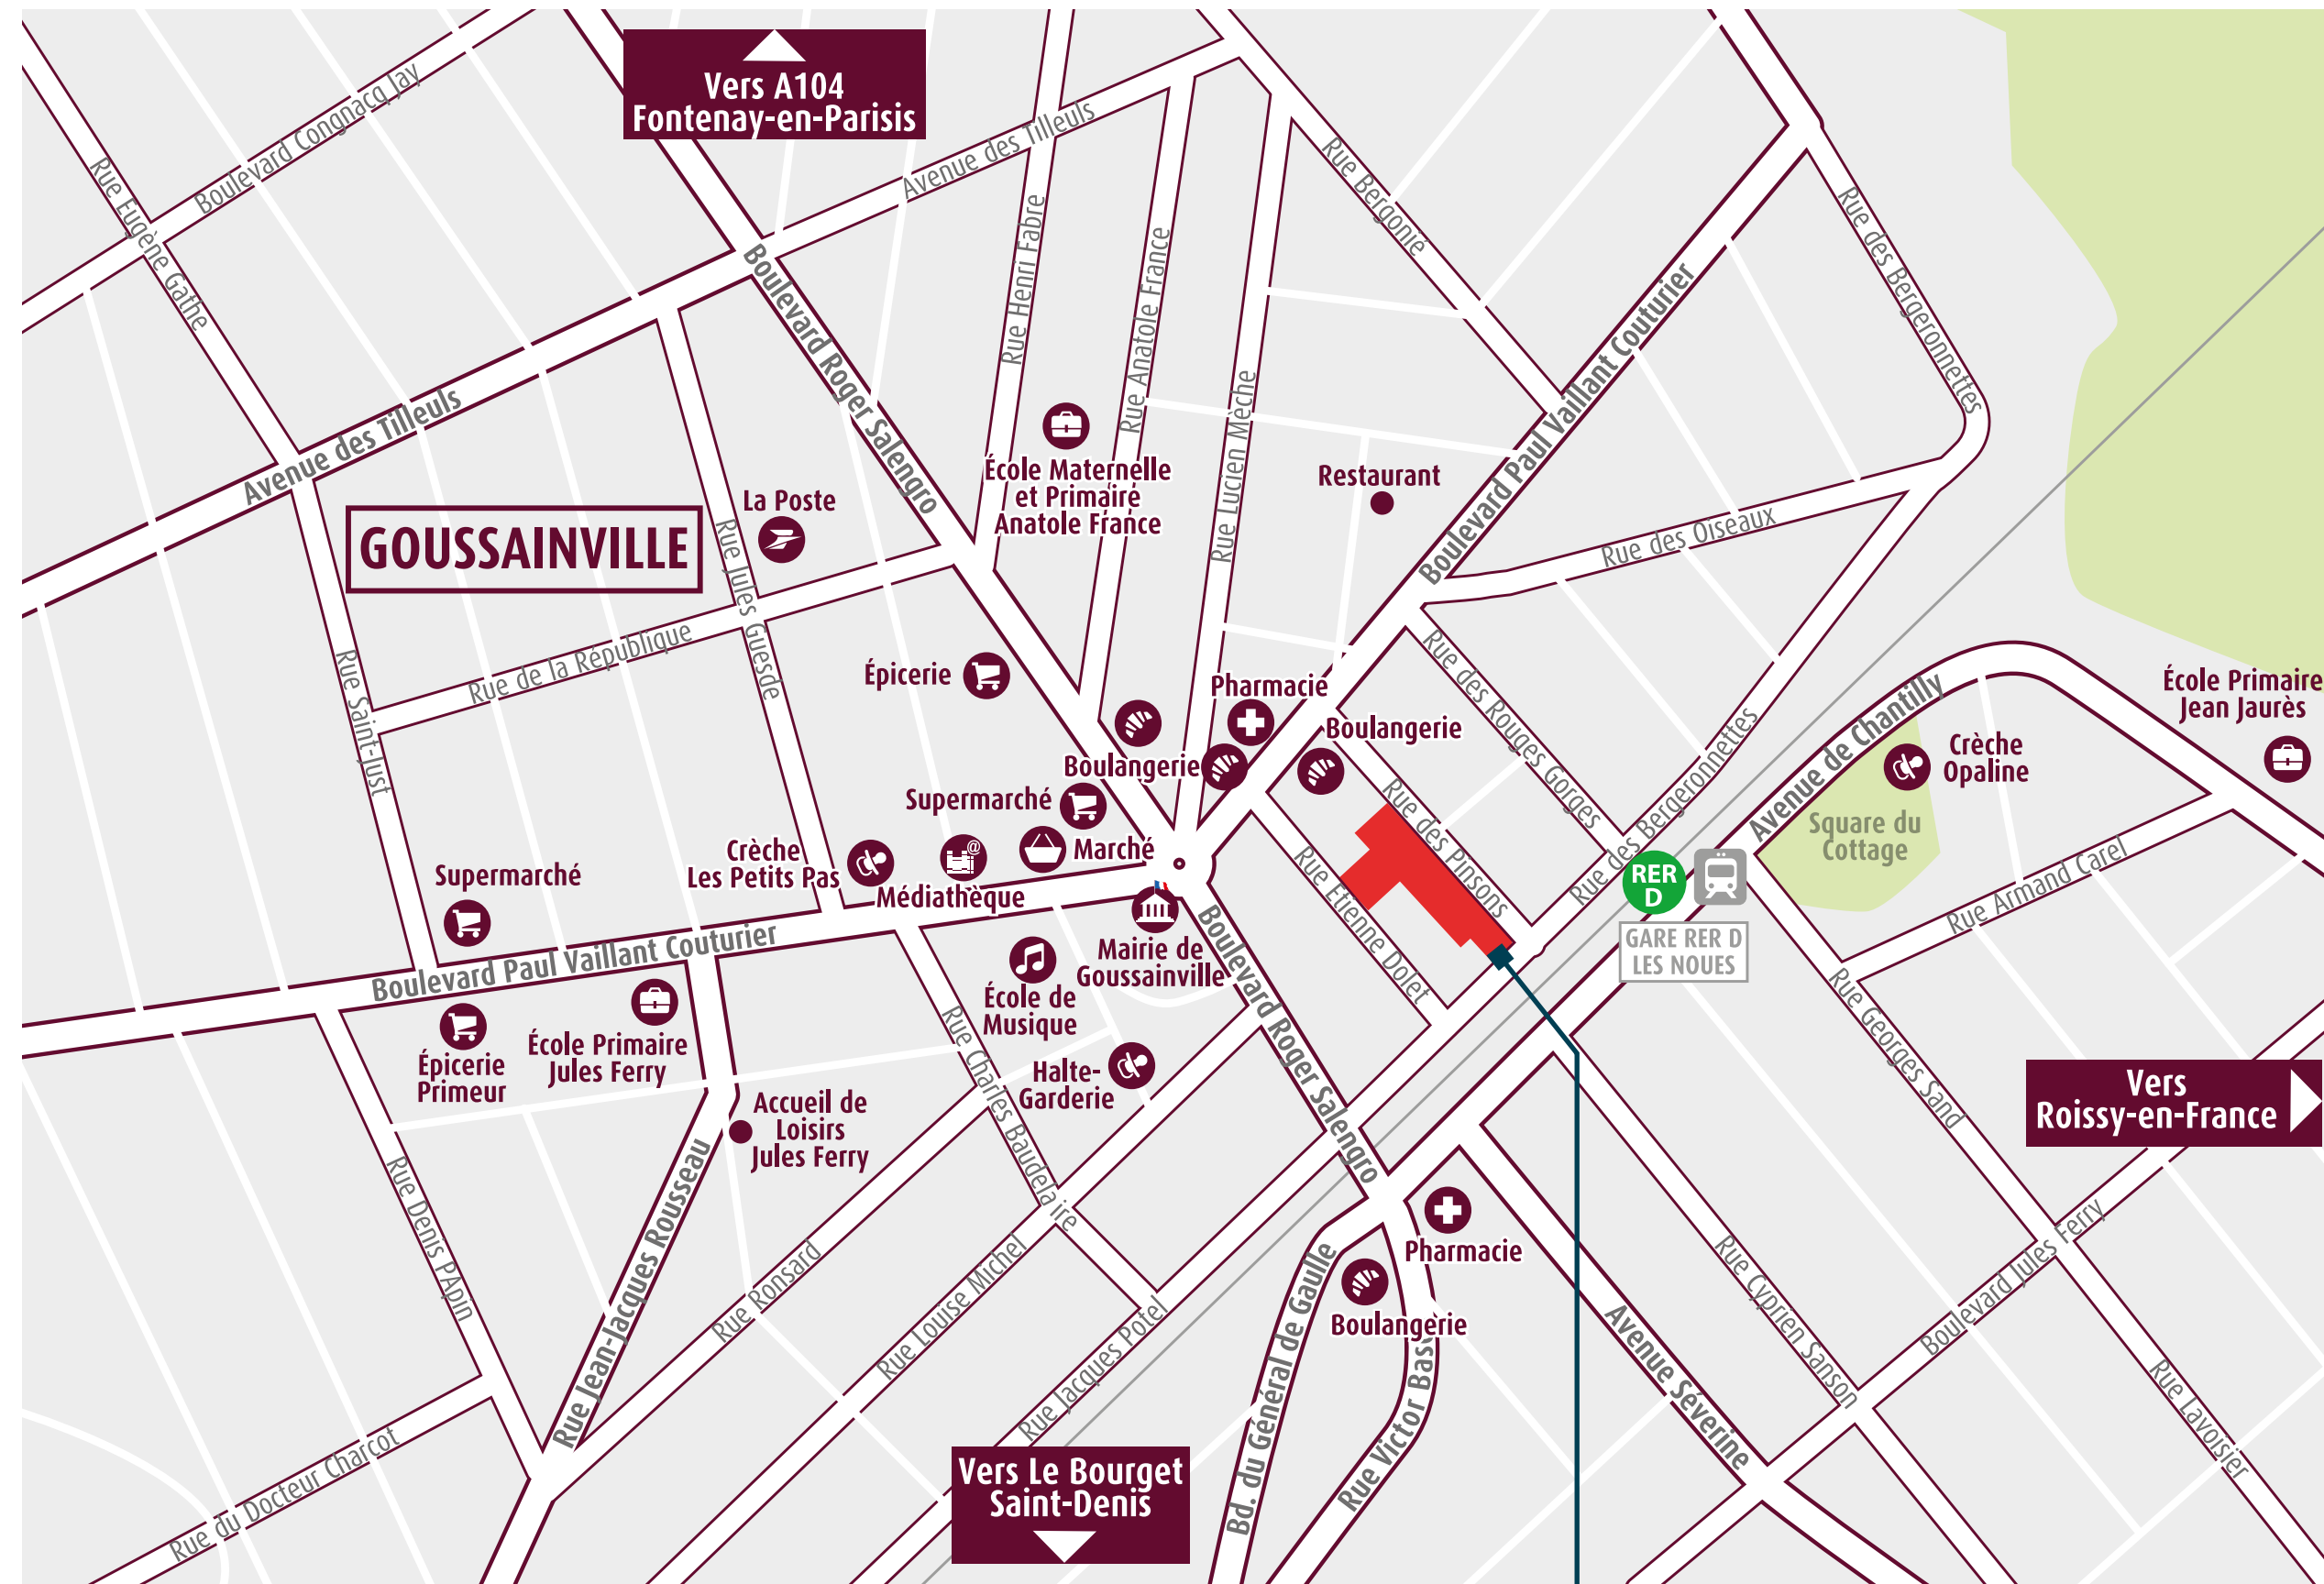 Vers A104
Fontenay-en-Parisis
Boulevard Congnacq Jay
Rue Eugène Gathe
Avenue des Tilleuls
Rue Bergonié
Rue des Bergeronnettes
Rue Henri Fabre
Rue Anatole France
Boulevard Roger Salengro
Boulevard Paul Vaillant Couturier
Rue Lucien Mèche
Avenue des Tilleuls
École Maternelle
et Primaire
Anatole France
Restaurant
La Poste
GOUSSAINVILLE
Rue des Oiseaux
Rue Jules Guesde
Rue de la République
Rue Saint-Just
Épicerie
Pharmacie
Boulangerie
Boulangerie
Rue des Rouges Gorges
Rue des Bergeronnettes
Avenue de Chantilly
École Primaire
Jean Jaurès
Crèche
Opaline
Square du
Cottage
Supermarché
Marché
Crèche
Les Petits Pas
@
Médiathèque
Rue des Pinsons
Rue Etienne Dolet
RER
D
GARE RER D
LES NOUES
Rue Armand Carel
Supermarché
Boulevard Paul Vaillant Couturier
Mairie de
Goussainville
École de
Musique
Boulevard Roger Salengro
Rue Georges Sand
Épicerie
Primeur
École Primaire
Jules Ferry
Halte-
Garderie
Rue Charles Baudelaire
Accueil de
Loisirs
Jules Ferry
Vers
Roissy-en-France
Rue Denis PApin
Rue Jean-Jacques Rousseau
Rue Ronsard
Rue Louise Michel
Rue Jacques Potel
Pharmacie
Boulangerie
Bd. du Général de Gaulle
Rue Victor Basch
Avenue Séverine
Rue Cyprien Sanson
Boulevard Jules Ferry
Rue Lavoisier
Rue du Docteur Charcot
Vers Le Bourget
Saint-Denis